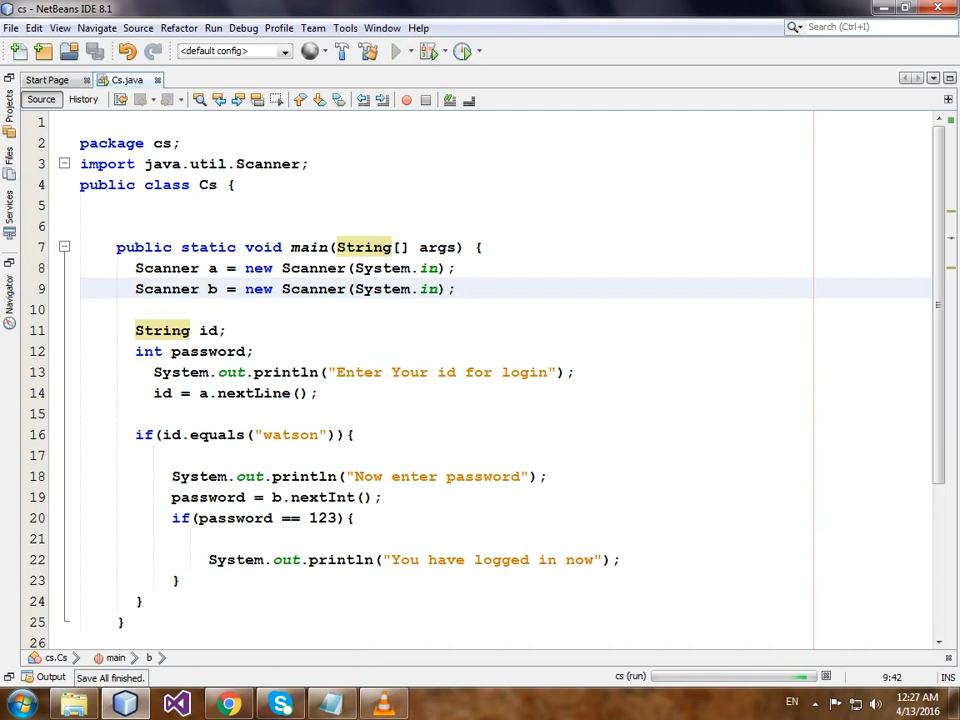 cs - NetBeans IDE 8.1
File Edit View Navigate Source Refactor Run Debug Profile Team Tools Window Help
Search (Ctrl+I)
<default config>
Start Page
Cs.java
Source History
Projects
Files
Services
Navigator
1
2 package cs;
3 import java.util.Scanner;
4 public class Cs {
5
6
7 public static void main(String[] args) {
8 Scanner a = new Scanner(System.in);
9 Scanner b = new Scanner(System.in);
10
11 String id;
12 int password;
13 System.out.println("Enter Your id for login");
14 id = a.nextLine();
15
16 if(id.equals("watson")){
17
18 System.out.println("Now enter password");
19 password = b.nextInt();
20 if(password == 123){
21
22 System.out.println("You have logged in now");
23 }
24 }
25 }
26
cs.Cs main b
Output
Save All finished.
cs (run)
9:42
INS
EN
12:27 AM
4/13/2016